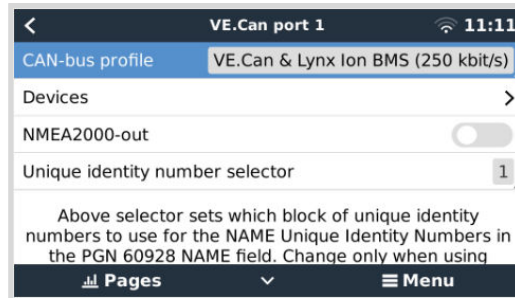 VE.Can port 1 11:11
CAN-bus profile VE.Can & Lynx Ion BMS (250 kbit/s)
Devices
NMEA2000-out
Unique identity number selector 1
Above selector sets which block of unique identity
numbers to use for the NAME Unique Identity Numbers in
the PGN 60928 NAME field. Change only when using
Pages Menu